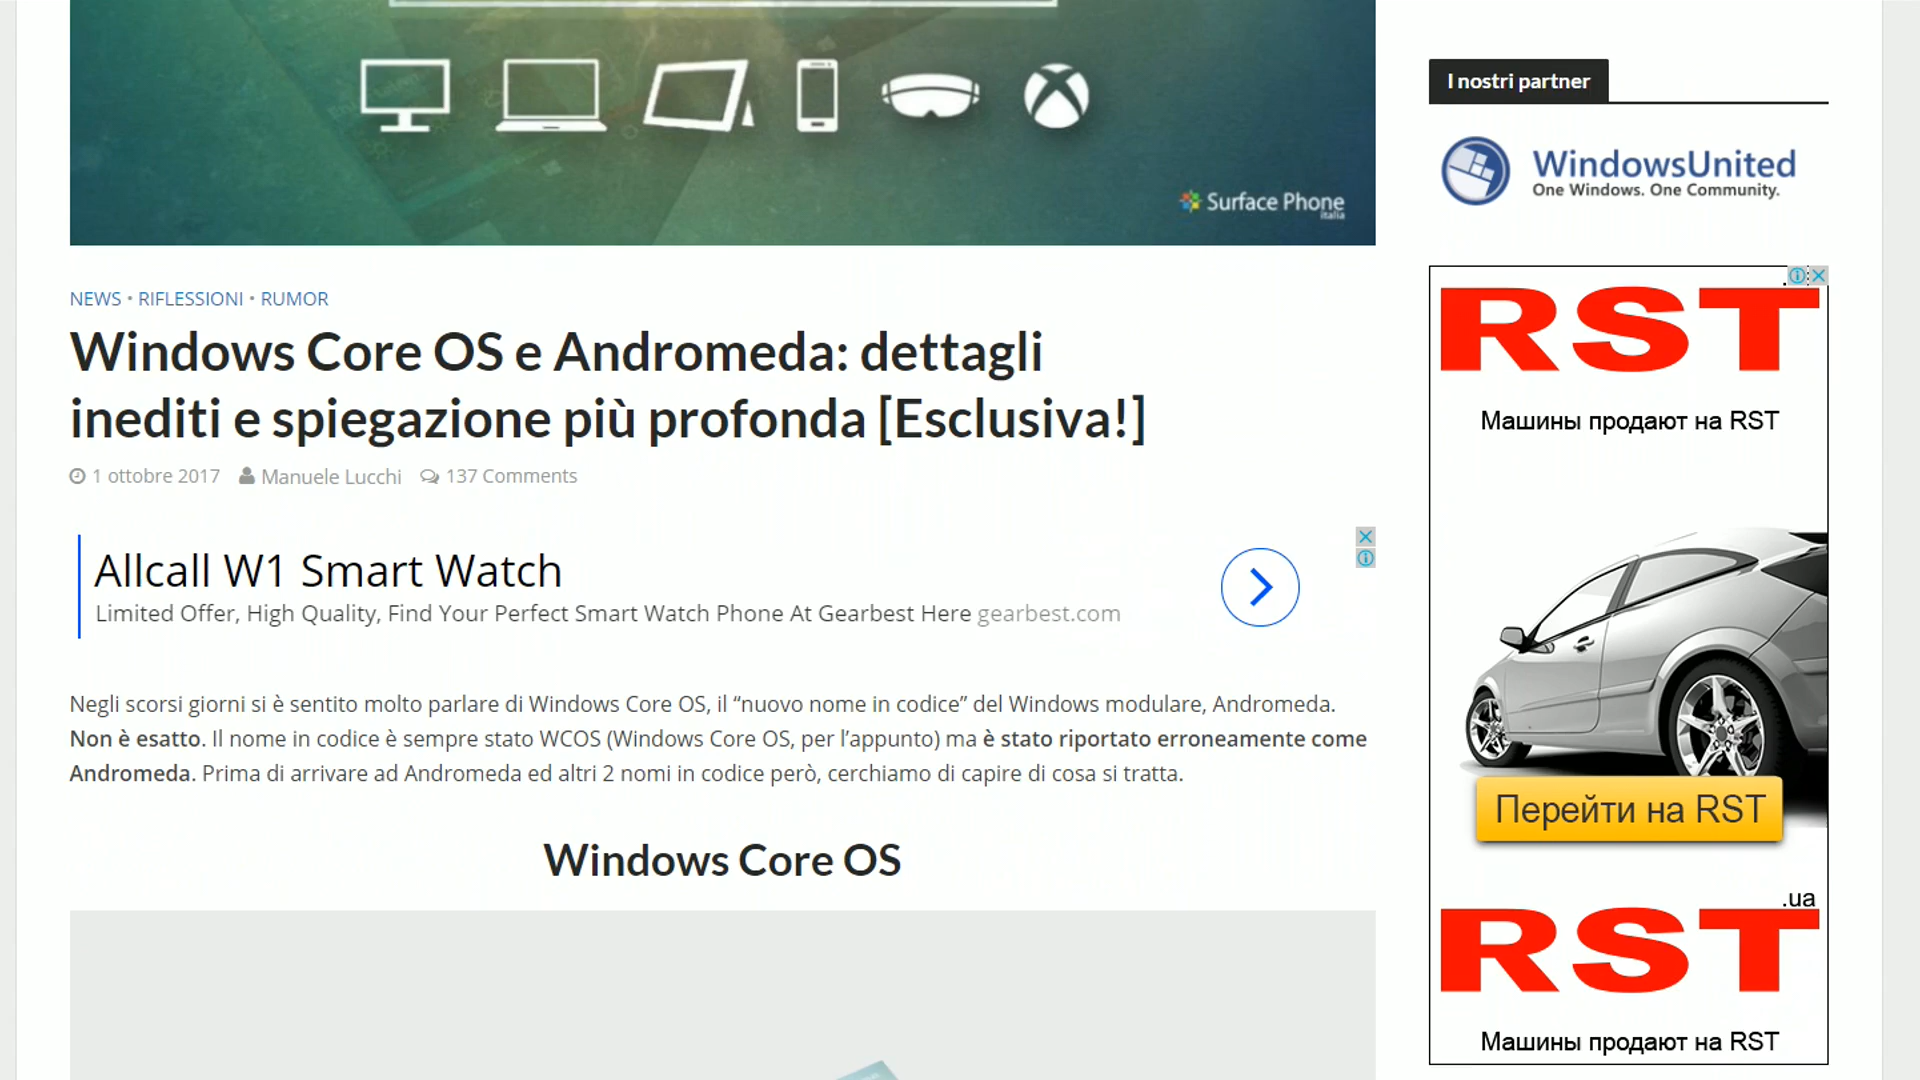 Surface Phone
italia
NEWS • RIFLESSIONI • RUMOR
Windows Core OS e Andromeda: dettagli
inediti e spiegazione più profonda [Esclusiva!]
1 ottobre 2017 Manuele Lucchi 137 Comments
Allcall W1 Smart Watch
Limited Offer, High Quality, Find Your Perfect Smart Watch Phone At Gearbest Here gearbest.com
Negli scorsi giorni si è sentito molto parlare di Windows Core OS, il “nuovo nome in codice” del Windows modulare, Andromeda.
Non è esatto. Il nome in codice è sempre stato WCOS (Windows Core OS, per l’appunto) ma è stato riportato erroneamente come
Andromeda. Prima di arrivare ad Andromeda ed altri 2 nomi in codice però, cerchiamo di capire di cosa si tratta.
Windows Core OS
I nostri partner
WindowsUnited
One Windows. One Community.
RST
Машины продают на RST
Перейти на RST
.ua
RST
Машины продают на RST